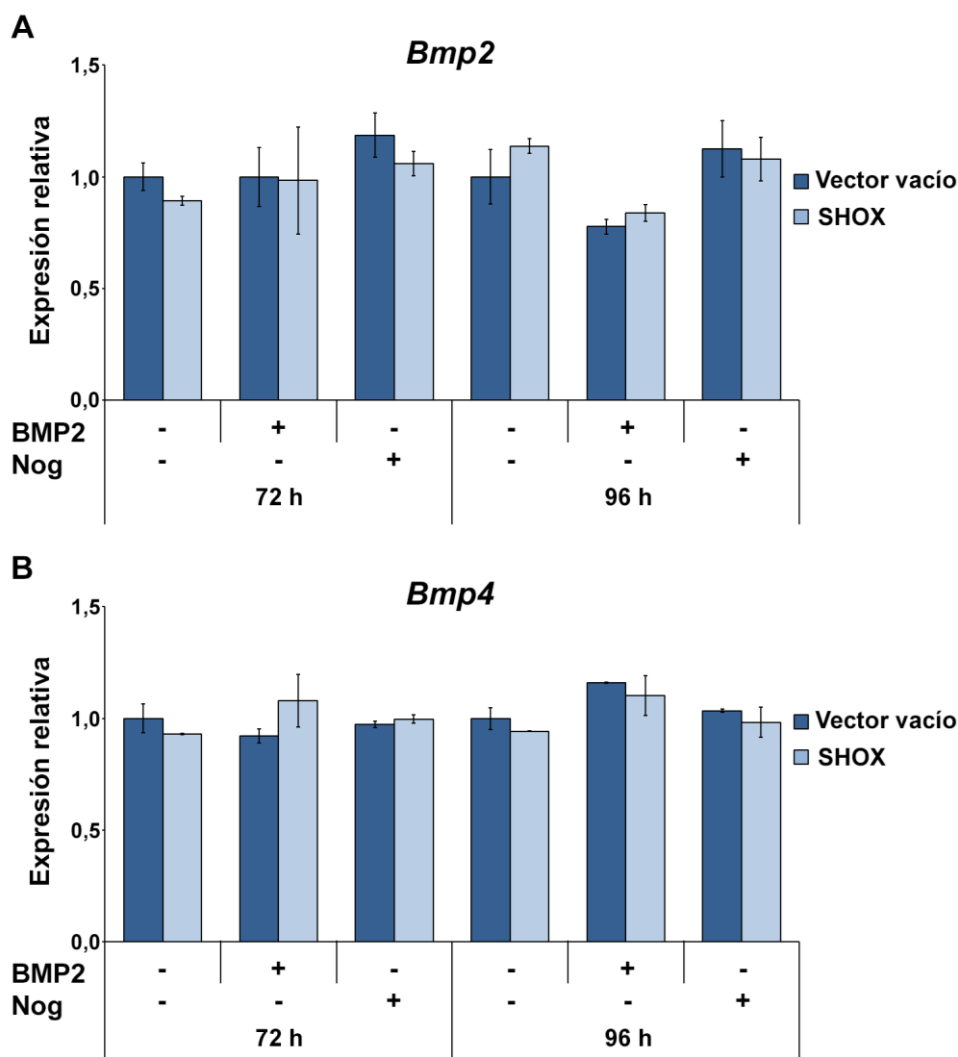 A
Bmp2
Expresión relativa
1,5
1,0
0,5
0,0
Vector vacío
SHOX
BMP2 - + - - + -
Nog - - + - - +
72 h 96 h
B
Bmp4
Expresión relativa
1,5
1,0
0,5
0,0
Vector vacío
SHOX
BMP2 - + - - + -
Nog - - + - - +
72 h 96 h